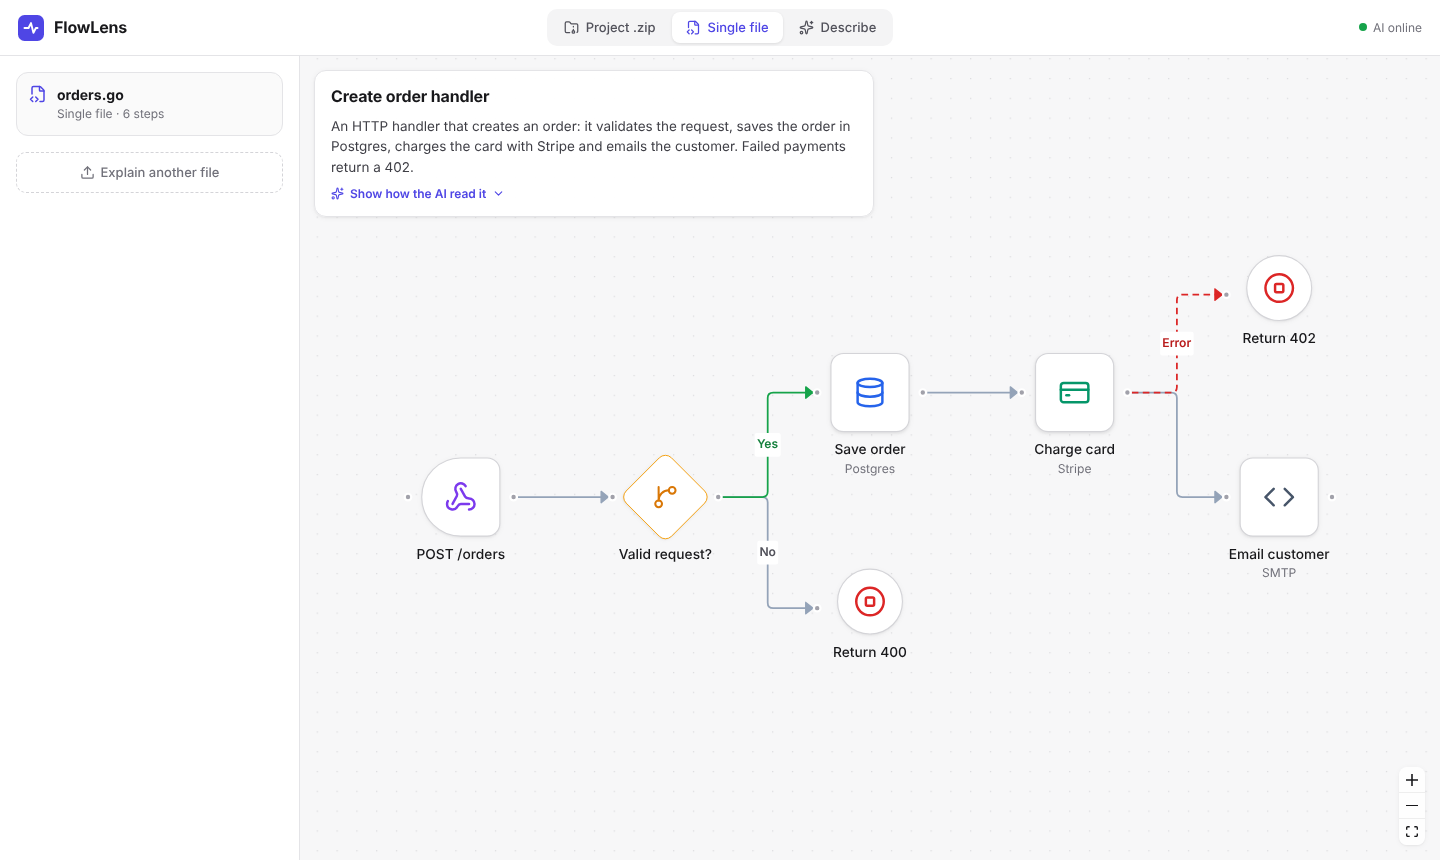 FlowLens
Project .zip
Single file
Describe
AI online
orders.go
Single file · 6 steps
Explain another file
Create order handler
An HTTP handler that creates an order: it validates the request, saves the order in
Postgres, charges the card with Stripe and emails the customer. Failed payments
return a 402.
Show how the AI read it
Return 402
Error
Save order
Postgres
Charge card
Stripe
Yes
POST /orders
Valid request?
No
Email customer
SMTP
Return 400